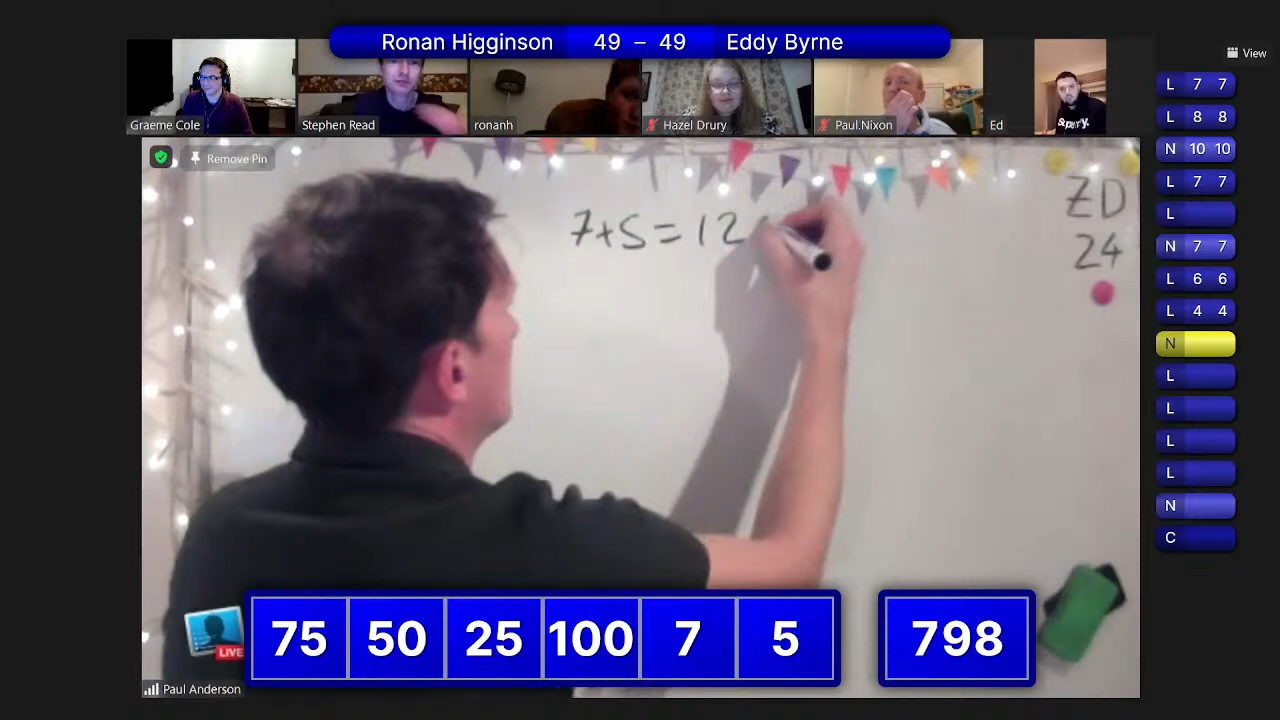 Ronan Higginson 49 – 49 Eddy Byrne
View
Graeme Cole
Stephen Read
ronanh
Hazel Drury
Paul.Nixon
Ed
Superdry.
Remove Pin
7+5=12
ZD
24
L 7 7
L 8 8
N 10 10
L 7 7
L
N 7 7
L 6 6
L 4 4
N
L
L
L
L
N
C
LIVE
75 50 25 100 7 5 798
Paul Anderson